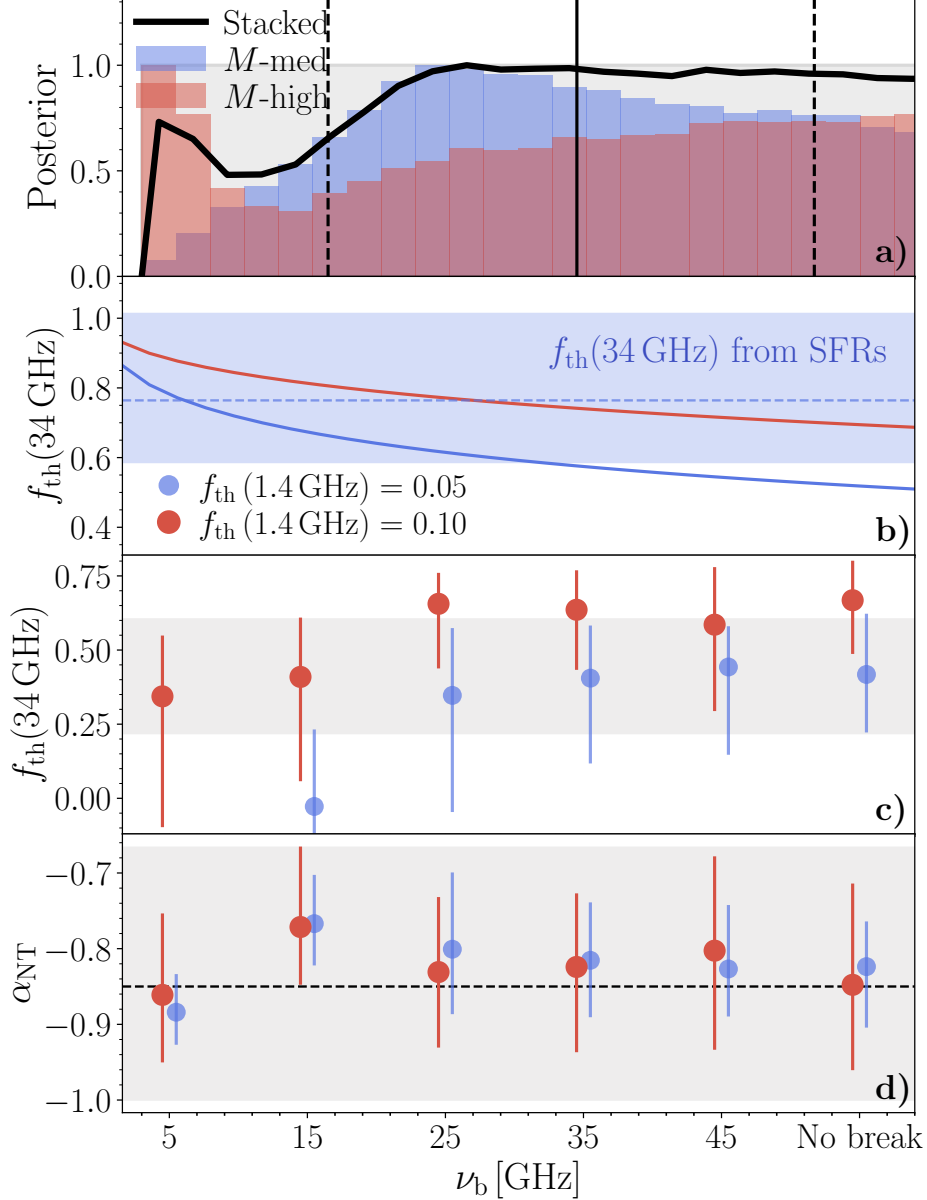 Stacked
M-med
M-high
Posterior
1.0
0.5
0.0
a)
f_th(34 GHz)
1.0
0.8
0.6
0.4
f_th(34 GHz) from SFRs
f_th (1.4 GHz) = 0.05
f_th (1.4 GHz) = 0.10
b)
f_th(34 GHz)
0.75
0.50
0.25
0.00
c)
α_NT
−0.7
−0.8
−0.9
−1.0
d)
5 15 25 35 45 No break
ν_b [GHz]